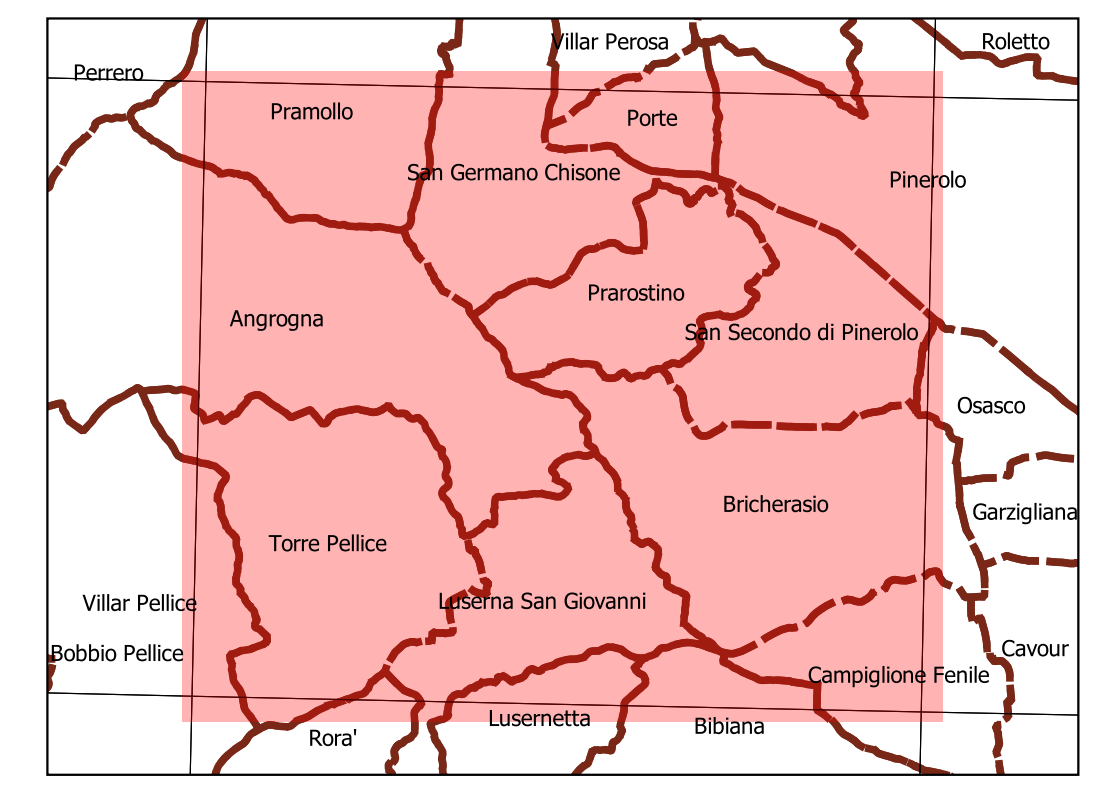 Villar Perosa
Roletto
Perrero
Pramollo
Porte
San Germano Chisone
Pinerolo
Prarostino
Angrogna
San Secondo di Pinerolo
Osasco
Bricherasio
Garzigliana
Torre Pellice
Villar Pellice
Luserna San Giovanni
Bobbio Pellice
Cavour
Campiglione Fenile
Lusernetta
Bibiana
Rora'